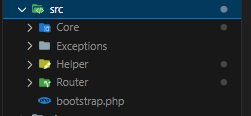 src
Core
Exceptions
Helper
Router
bootstrap.php